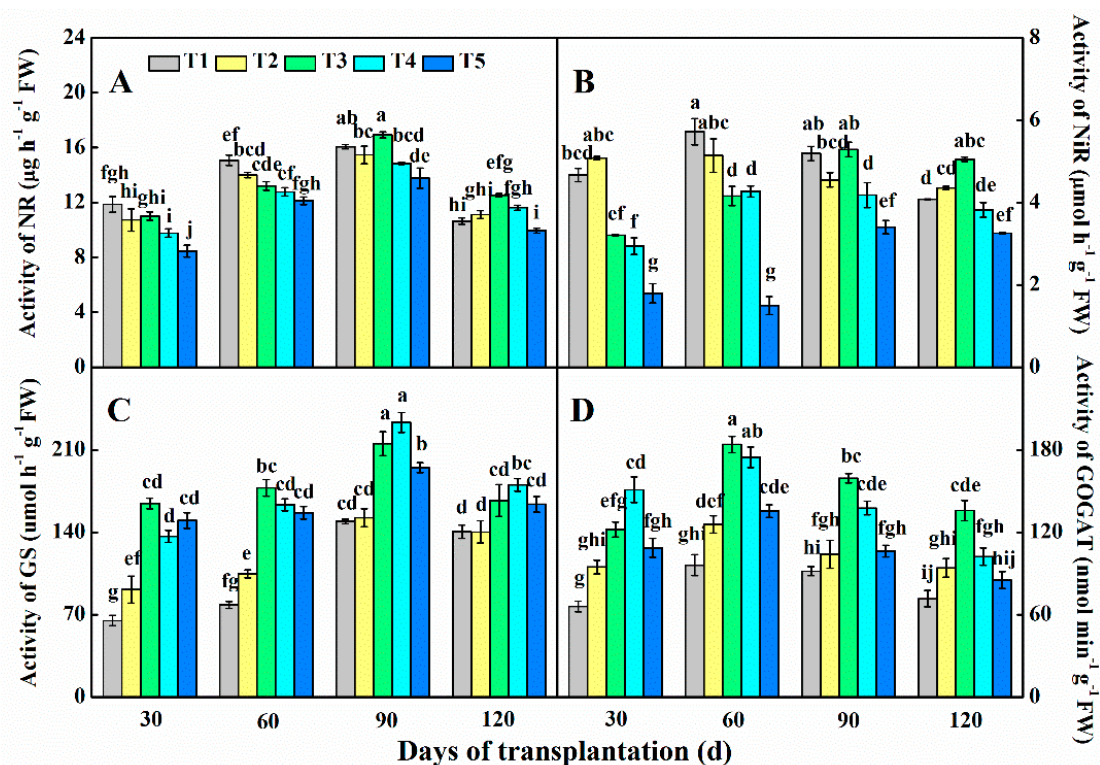 T1 T2 T3 T4 T5
A
Activity of NR (μg h⁻¹ g⁻¹ FW)
24
20
16
12
8
4
0
fgh hi ghi i j
ef bcd cde cf fgh
ab bc a bcd dc
hi ghi efg fgh i
B
Activity of NiR (μmol h⁻¹ g⁻¹ FW)
8
6
4
2
0
bcd abc cf f g
a abc d d g
ab bcd ab d ef
d cd abc de ef
C
Activity of GS (umol h⁻¹ g⁻¹ FW)
210
140
70
0
g ef cd d cd
fg e bc cd cd
cd cd a a b
d d cd bc cd
30 60 90 120
D
Activity of GOGAT (nmol min⁻¹ g⁻¹ FW)
180
120
60
0
g ghi efg cd fgh
ghi def a ab cde
hi fgh bc cde fgh
ij ghi cde fgh hij
30 60 90 120
Days of transplantation (d)